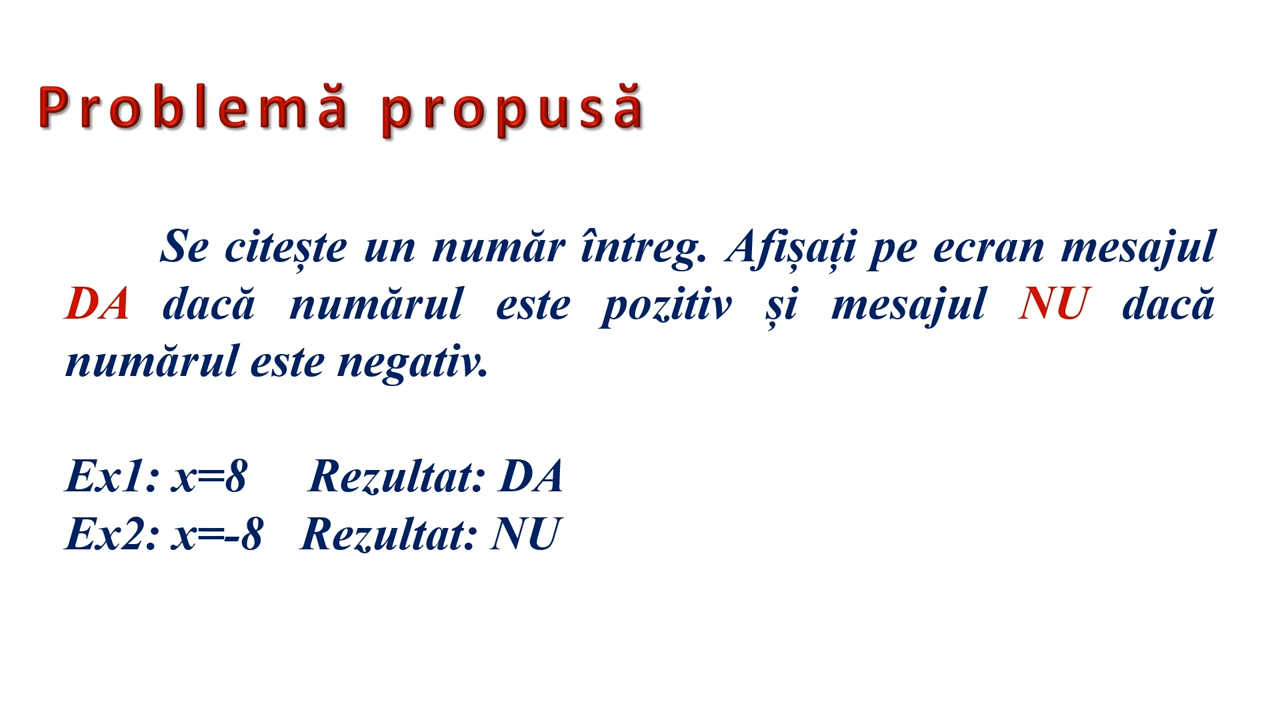 Problemă propusă
Se citește un număr întreg. Afișați pe ecran mesajul
DA dacă numărul este pozitiv și mesajul NU dacă
numărul este negativ.
Ex1: x=8 Rezultat: DA
Ex2: x=-8 Rezultat: NU